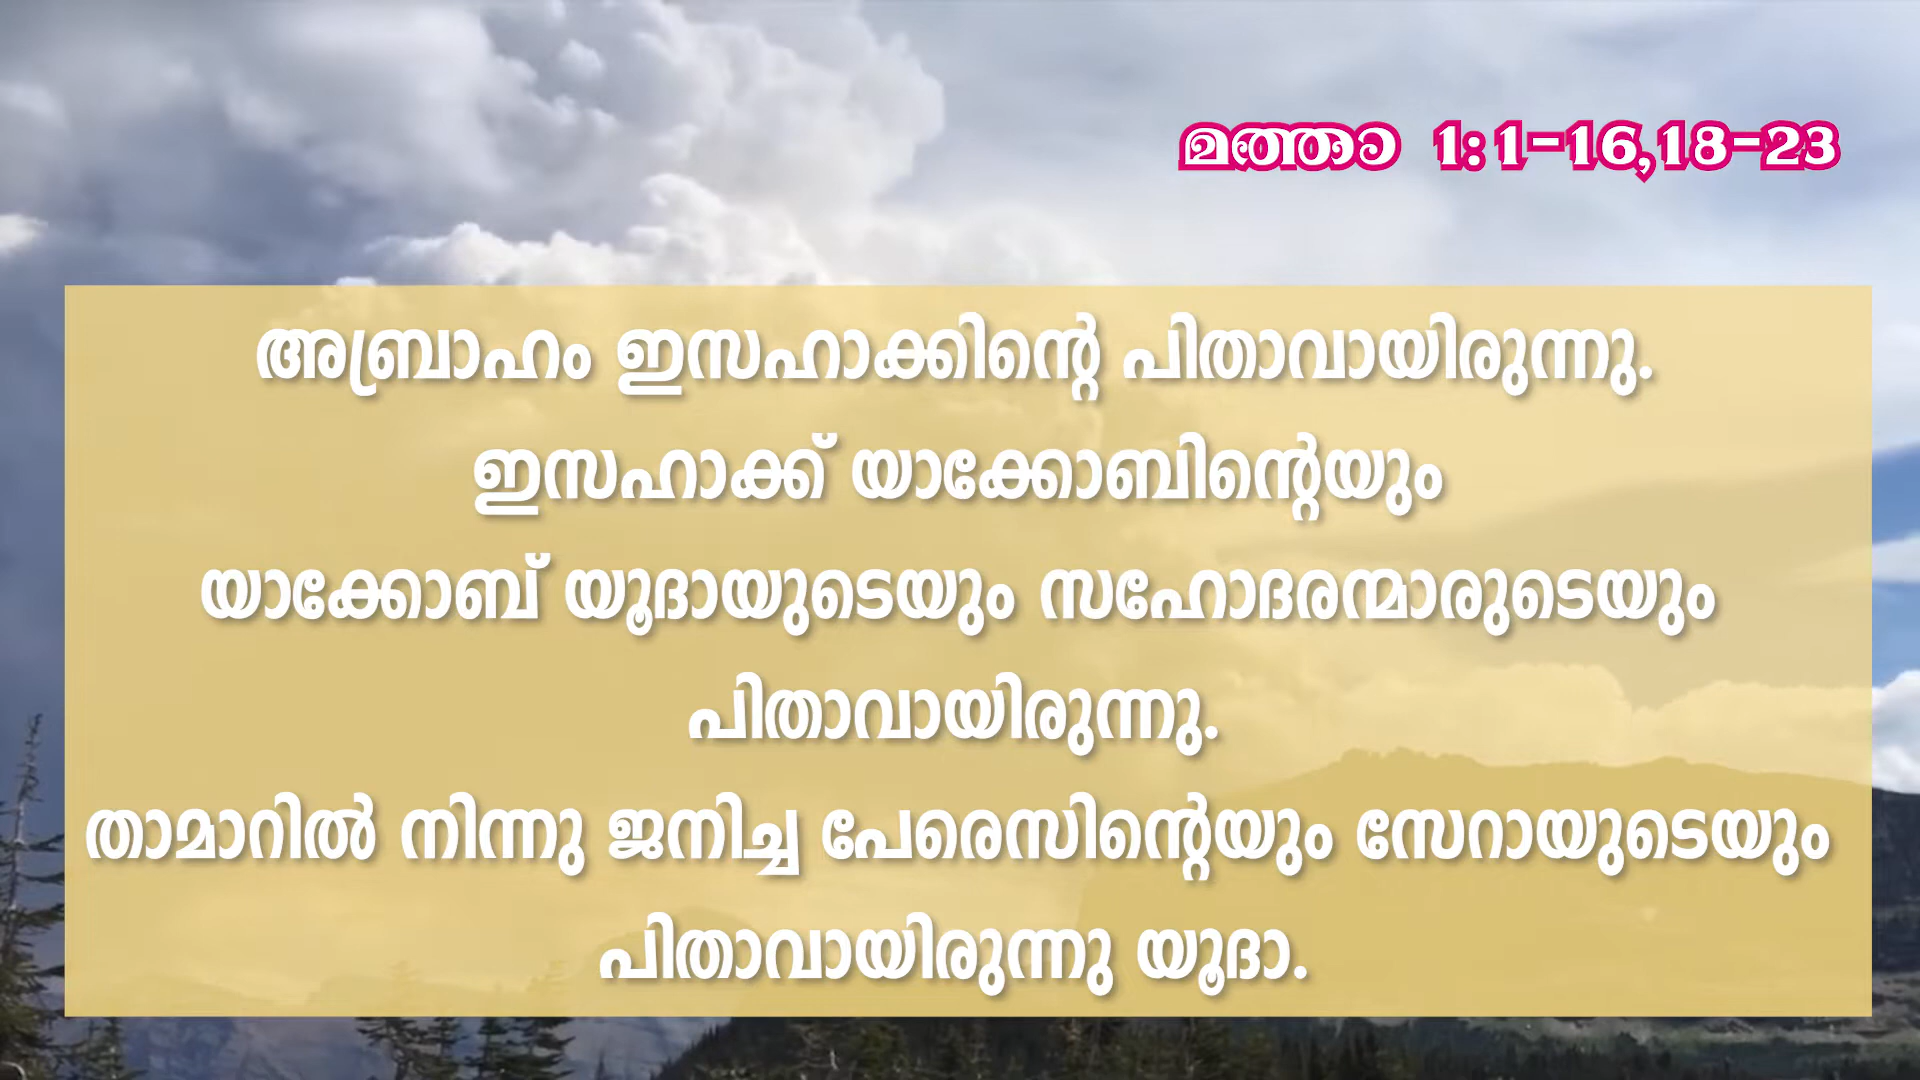 മത്താ 1:1-16,18-23
അബ്രാഹം ഇസഹാക്കിന്റെ പിതാവായിരുന്നു.
ഇസഹാക്ക് യാക്കോബിന്റെയും
യാക്കോബ് യൂദായുടെയും സഹോദരന്മാരുടെയും
പിതാവായിരുന്നു.
താമാറിൽ നിന്നു ജനിച്ച പേരെസിന്റെയും സേറായുടെയും
പിതാവായിരുന്നു യൂദാ.